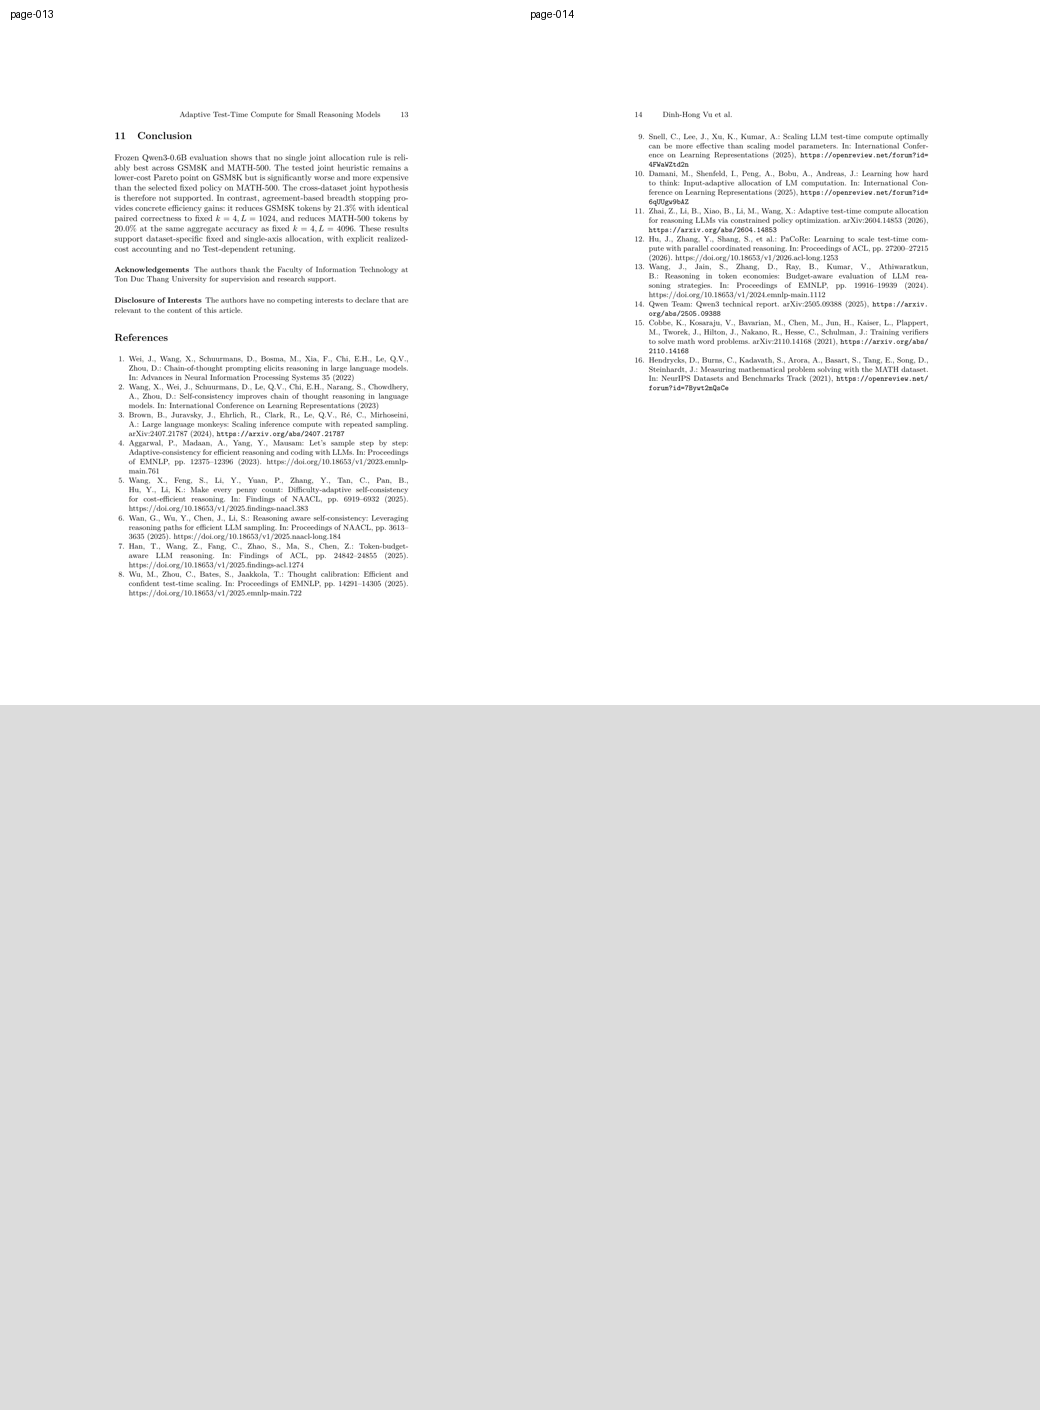 page-013
Adaptive Test-Time Compute for Small Reasoning Models 13
11 Conclusion
Frozen Qwen3-0.6B evaluation shows that no single joint allocation rule is reli-
ably best across GSM8K and MATH-500. The tested joint heuristic remains a
lower-cost Pareto point on GSM8K but is significantly worse and more expensive
than the selected fixed policy on MATH-500. The cross-dataset joint hypothesis
is therefore not supported. In contrast, agreement-based breadth stopping pro-
vides concrete efficiency gains: it reduces GSM8K tokens by 21.3% with identical
paired correctness to fixed k = 4, L = 1024, and reduces MATH-500 tokens by
20.0% at the same aggregate accuracy as fixed k = 4, L = 4096. These results
support dataset-specific fixed and single-axis allocation, with explicit realized-
cost accounting and no Test-dependent retuning.
Acknowledgements The authors thank the Faculty of Information Technology at
Ton Duc Thang University for supervision and research support.
Disclosure of Interests The authors have no competing interests to declare that are
relevant to the content of this article.
References
1. Wei, J., Wang, X., Schuurmans, D., Bosma, M., Xia, F., Chi, E.H., Le, Q.V.,
Zhou, D.: Chain-of-thought prompting elicits reasoning in large language models.
In: Advances in Neural Information Processing Systems 35 (2022)
2. Wang, X., Wei, J., Schuurmans, D., Le, Q.V., Chi, E.H., Narang, S., Chowdhery,
A., Zhou, D.: Self-consistency improves chain of thought reasoning in language
models. In: International Conference on Learning Representations (2023)
3. Brown, B., Juravsky, J., Ehrlich, R., Clark, R., Le, Q.V., Ré, C., Mirhoseini,
A.: Large language monkeys: Scaling inference compute with repeated sampling.
arXiv:2407.21787 (2024), https://arxiv.org/abs/2407.21787
4. Aggarwal, P., Madaan, A., Yang, Y., Mausam: Let's sample step by step:
Adaptive-consistency for efficient reasoning and coding with LLMs. In: Proceedings
of EMNLP, pp. 12375–12396 (2023). https://doi.org/10.18653/v1/2023.emnlp-
main.761
5. Wang, X., Feng, S., Li, Y., Yuan, P., Zhang, Y., Tan, C., Pan, B.,
Hu, Y., Li, K.: Make every penny count: Difficulty-adaptive self-consistency
for cost-efficient reasoning. In: Findings of NAACL, pp. 6919–6932 (2025).
https://doi.org/10.18653/v1/2025.findings-naacl.383
6. Wan, G., Wu, Y., Chen, J., Li, S.: Reasoning aware self-consistency: Leveraging
reasoning paths for efficient LLM sampling. In: Proceedings of NAACL, pp. 3613–
3635 (2025). https://doi.org/10.18653/v1/2025.naacl-long.184
7. Han, T., Wang, Z., Fang, C., Zhao, S., Ma, S., Chen, Z.: Token-budget-
aware LLM reasoning. In: Findings of ACL, pp. 24842–24855 (2025).
https://doi.org/10.18653/v1/2025.findings-acl.1274
8. Wu, M., Zhou, C., Bates, S., Jaakkola, T.: Thought calibration: Efficient and
confident test-time scaling. In: Proceedings of EMNLP, pp. 14291–14305 (2025).
https://doi.org/10.18653/v1/2025.emnlp-main.722
page-014
14 Dinh-Hong Vu et al.
9. Snell, C., Lee, J., Xu, K., Kumar, A.: Scaling LLM test-time compute optimally
can be more effective than scaling model parameters. In: International Confer-
ence on Learning Representations (2025), https://openreview.net/forum?id=
4FWaWZtd2n
10. Damani, M., Shenfeld, I., Peng, A., Bobu, A., Andreas, J.: Learning how hard
to think: Input-adaptive allocation of LM computation. In: International Con-
ference on Learning Representations (2025), https://openreview.net/forum?id=
6qUUgw9bAZ
11. Zhai, Z., Li, B., Xiao, B., Li, M., Wang, X.: Adaptive test-time compute allocation
for reasoning LLMs via constrained policy optimization. arXiv:2604.14853 (2026),
https://arxiv.org/abs/2604.14853
12. Hu, J., Zhang, Y., Shang, S., et al.: PaCoRe: Learning to scale test-time com-
pute with parallel coordinated reasoning. In: Proceedings of ACL, pp. 27200–27215
(2026). https://doi.org/10.18653/v1/2026.acl-long.1253
13. Wang, J., Jain, S., Zhang, D., Ray, B., Kumar, V., Athiwaratkun,
B.: Reasoning in token economies: Budget-aware evaluation of LLM rea-
soning strategies. In: Proceedings of EMNLP, pp. 19916–19939 (2024).
https://doi.org/10.18653/v1/2024.emnlp-main.1112
14. Qwen Team: Qwen3 technical report. arXiv:2505.09388 (2025), https://arxiv.
org/abs/2505.09388
15. Cobbe, K., Kosaraju, V., Bavarian, M., Chen, M., Jun, H., Kaiser, L., Plappert,
M., Tworek, J., Hilton, J., Nakano, R., Hesse, C., Schulman, J.: Training verifiers
to solve math word problems. arXiv:2110.14168 (2021), https://arxiv.org/abs/
2110.14168
16. Hendrycks, D., Burns, C., Kadavath, S., Arora, A., Basart, S., Tang, E., Song, D.,
Steinhardt, J.: Measuring mathematical problem solving with the MATH dataset.
In: NeurIPS Datasets and Benchmarks Track (2021), https://openreview.net/
forum?id=7Bywt2mQsCe